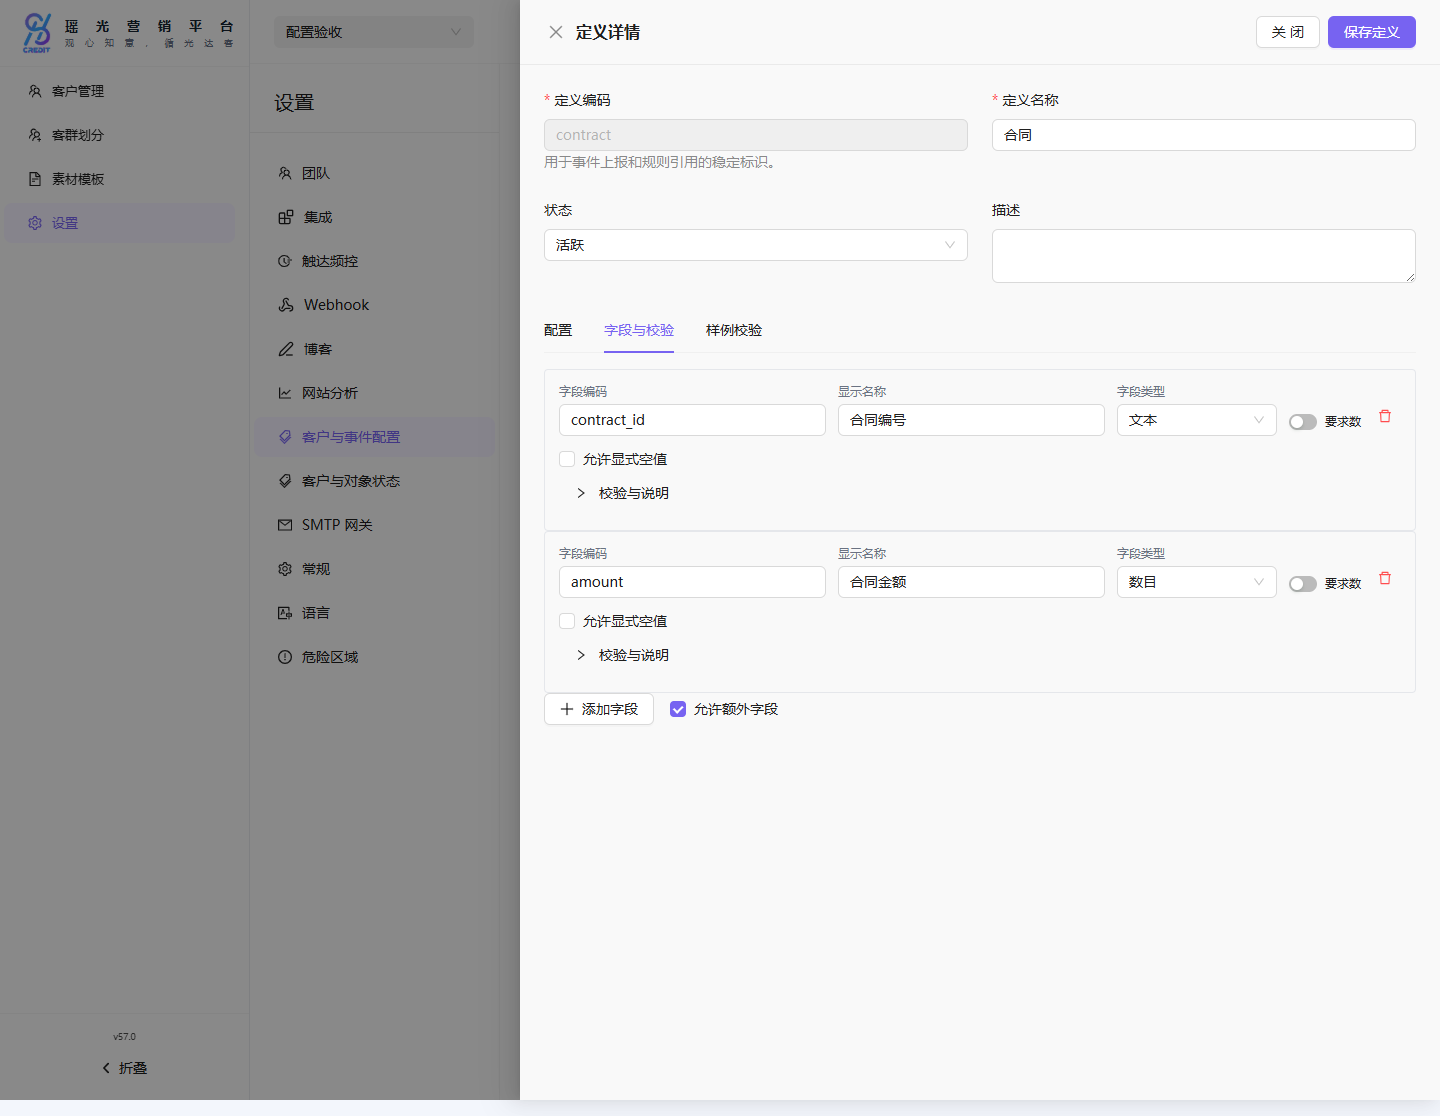 瑶光营销平台
观心知意.循光达客
CREDIT
客户管理
客群划分
素材模板
设置
v57.0
折叠
配置验收
设置
团队
集成
触达频控
Webhook
博客
网站分析
客户与事件配置
客户与对象状态
SMTP 网关
常规
语言
危险区域
定义详情
关 闭
保存定义
* 定义编码
contract
用于事件上报和规则引用的稳定标识。
* 定义名称
合同
状态
活跃
描述
配置
字段与校验
样例校验
字段编码
显示名称
字段类型
contract_id
合同编号
文本
要求数
允许显式空值
校验与说明
字段编码
显示名称
字段类型
amount
合同金额
数目
要求数
允许显式空值
校验与说明
添加字段
允许额外字段